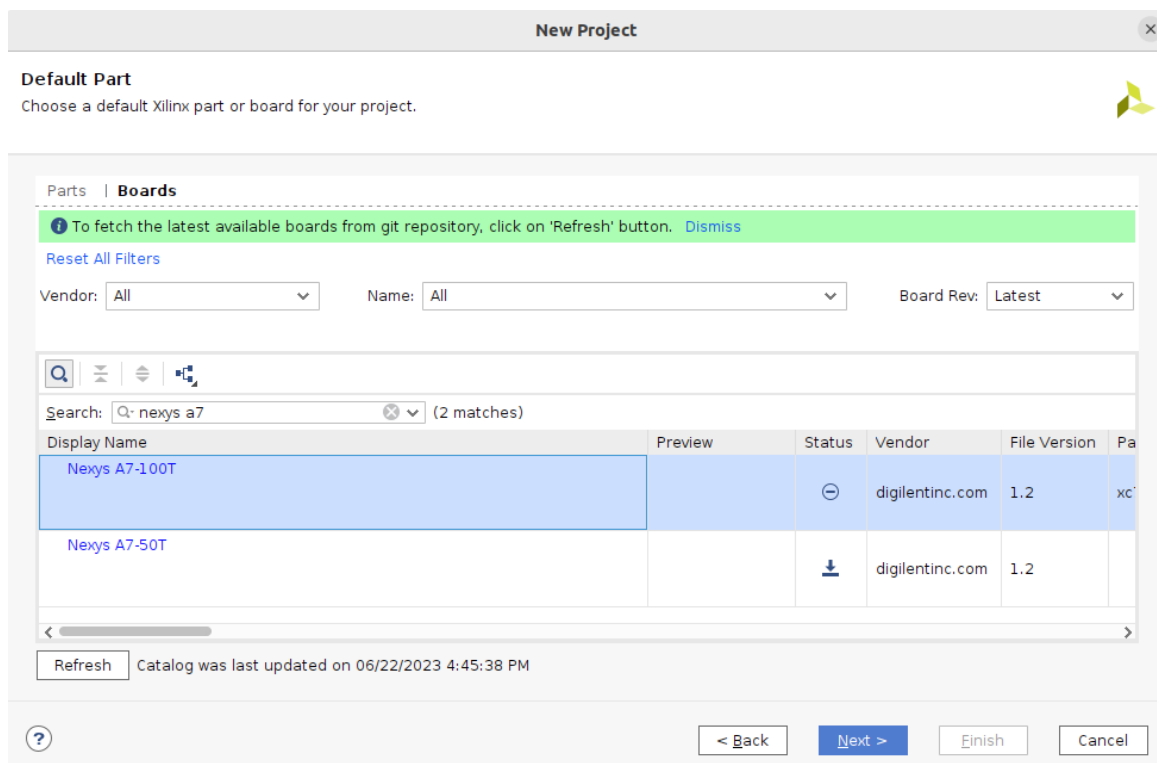 New Project
Default Part
Choose a default Xilinx part or board for your project.
Parts | Boards
To fetch the latest available boards from git repository, click on 'Refresh' button. Dismiss
Reset All Filters
Vendor: All Name: All Board Rev: Latest
Search: nexys a7 (2 matches)
Display Name Preview Status Vendor File Version Pa
Nexys A7-100T
digilentinc.com 1.2 xc7
Nexys A7-50T
digilentinc.com 1.2
Refresh Catalog was last updated on 06/22/2023 4:45:38 PM
? < Back Next > Finish Cancel